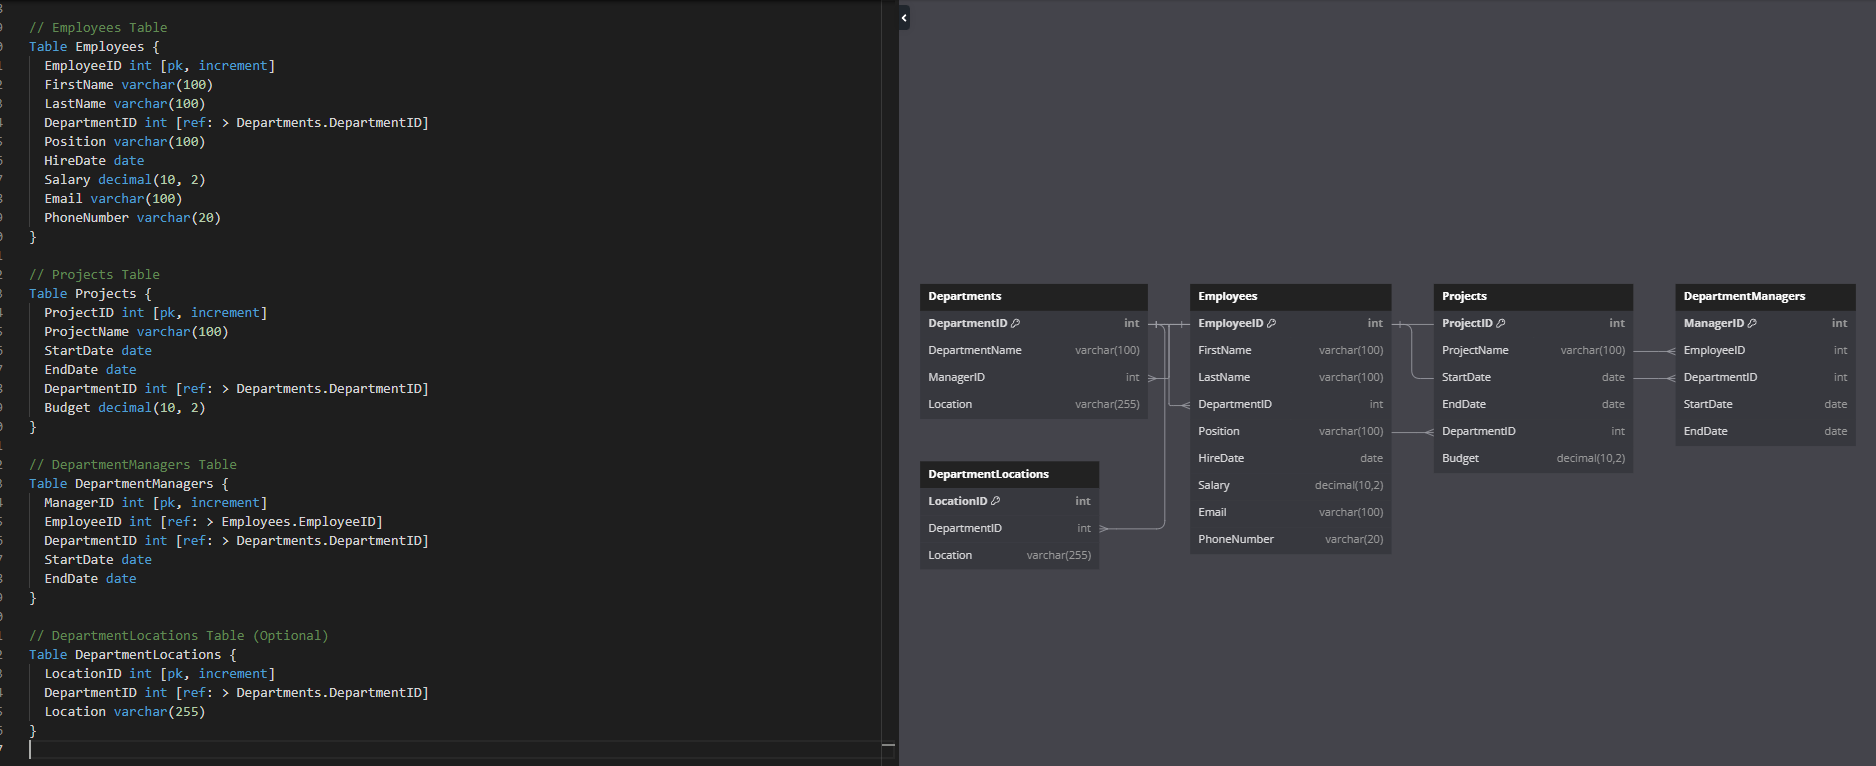 // Employees Table
Table Employees {
EmployeeID int [pk, increment]
FirstName varchar(100)
LastName varchar(100)
DepartmentID int [ref: > Departments.DepartmentID]
Position varchar(100)
HireDate date
Salary decimal(10, 2)
Email varchar(100)
PhoneNumber varchar(20)
}
// Projects Table
Table Projects {
ProjectID int [pk, increment]
ProjectName varchar(100)
StartDate date
EndDate date
DepartmentID int [ref: > Departments.DepartmentID]
Budget decimal(10, 2)
}
// DepartmentManagers Table
Table DepartmentManagers {
ManagerID int [pk, increment]
EmployeeID int [ref: > Employees.EmployeeID]
DepartmentID int [ref: > Departments.DepartmentID]
StartDate date
EndDate date
}
// DepartmentLocations Table (Optional)
Table DepartmentLocations {
LocationID int [pk, increment]
DepartmentID int [ref: > Departments.DepartmentID]
Location varchar(255)
}
Departments
DepartmentID int
DepartmentName varchar(100)
ManagerID int
Location varchar(255)
DepartmentLocations
LocationID int
DepartmentID int
Location varchar(255)
Employees
EmployeeID int
FirstName varchar(100)
LastName varchar(100)
DepartmentID int
Position varchar(100)
HireDate date
Salary decimal(10,2)
Email varchar(100)
PhoneNumber varchar(20)
Projects
ProjectID int
ProjectName varchar(100)
StartDate date
EndDate date
DepartmentID int
Budget decimal(10,2)
DepartmentManagers
ManagerID int
EmployeeID int
DepartmentID int
StartDate date
EndDate date